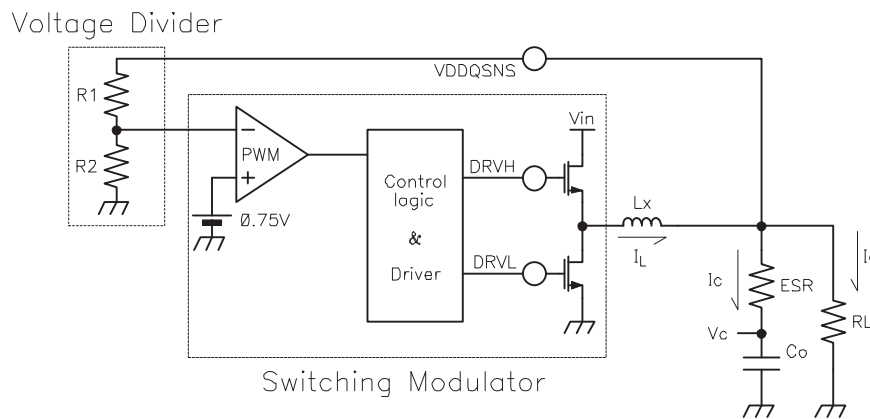 Voltage Divider
VDDQSNS
R1
R2
PWM
−
+
0.75V
Control
logic
&
Driver
DRVH
DRVL
Vin
Lx
IL
Ic
ESR
Vc
Co
RL
Switching Modulator